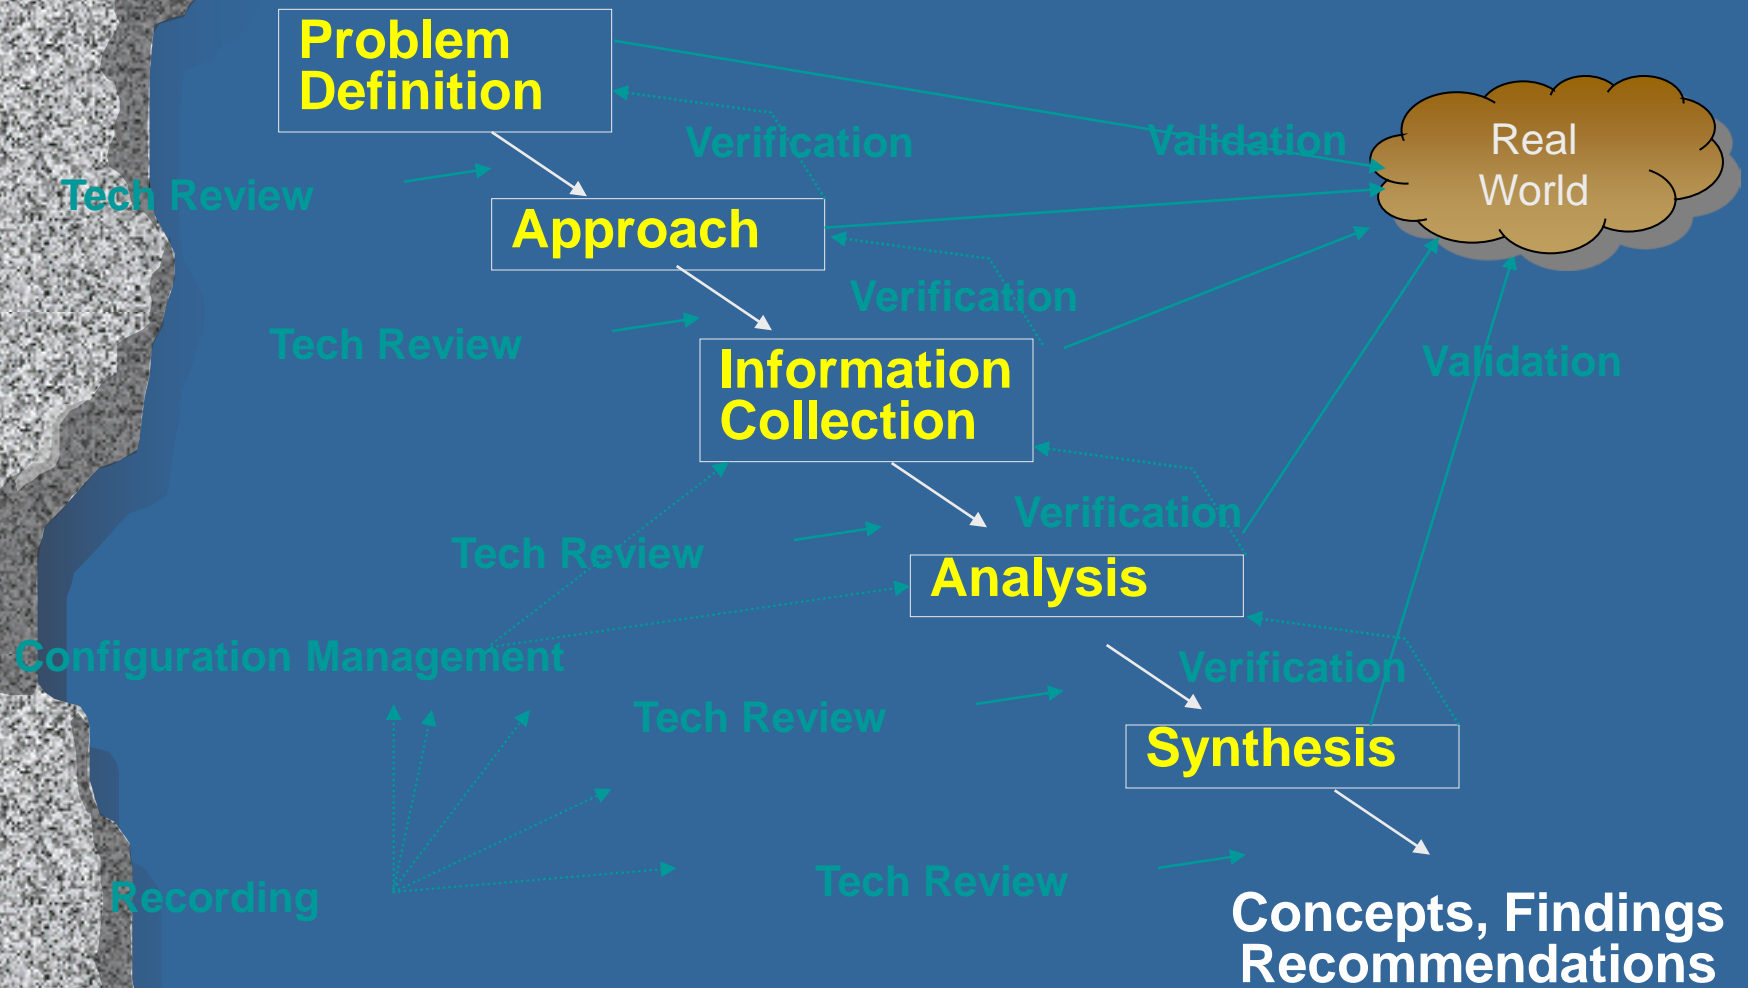 Problem
Definition
Verification
Validation
Real
World
Tech Review
Approach
Verification
Tech Review
Validation
Information
Collection
Verification
Tech Review
Analysis
Configuration Management
Verification
Tech Review
Synthesis
Tech Review
Recording
Concepts, Findings
Recommendations